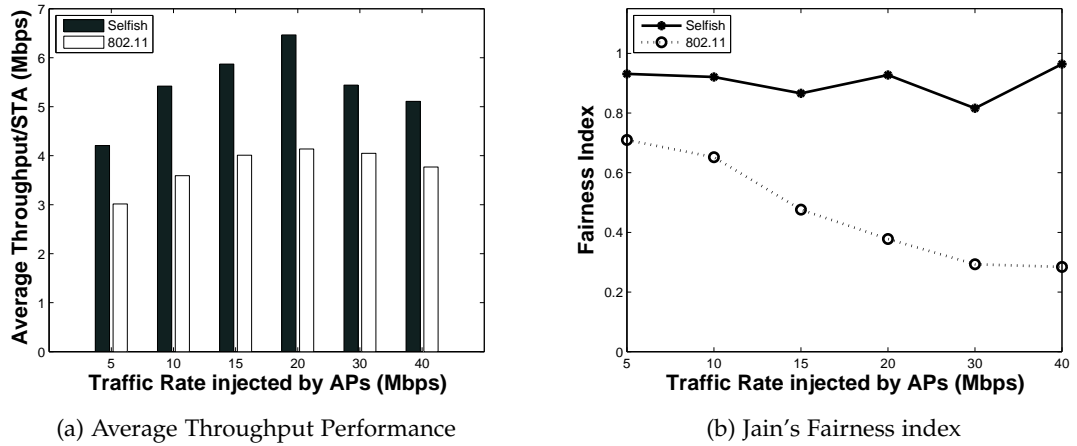 Average Throughput/STA (Mbps)
7
6
5
4
3
2
1
0
Selfish
802.11
5 10 15 20 30 40
Traffic Rate injected by APs (Mbps)
(a) Average Throughput Performance
Fairness Index
1
0.8
0.6
0.4
0.2
0
Selfish
802.11
5 10 15 20 30 40
Traffic Rate injected by APs (Mbps)
(b) Jain's Fairness index